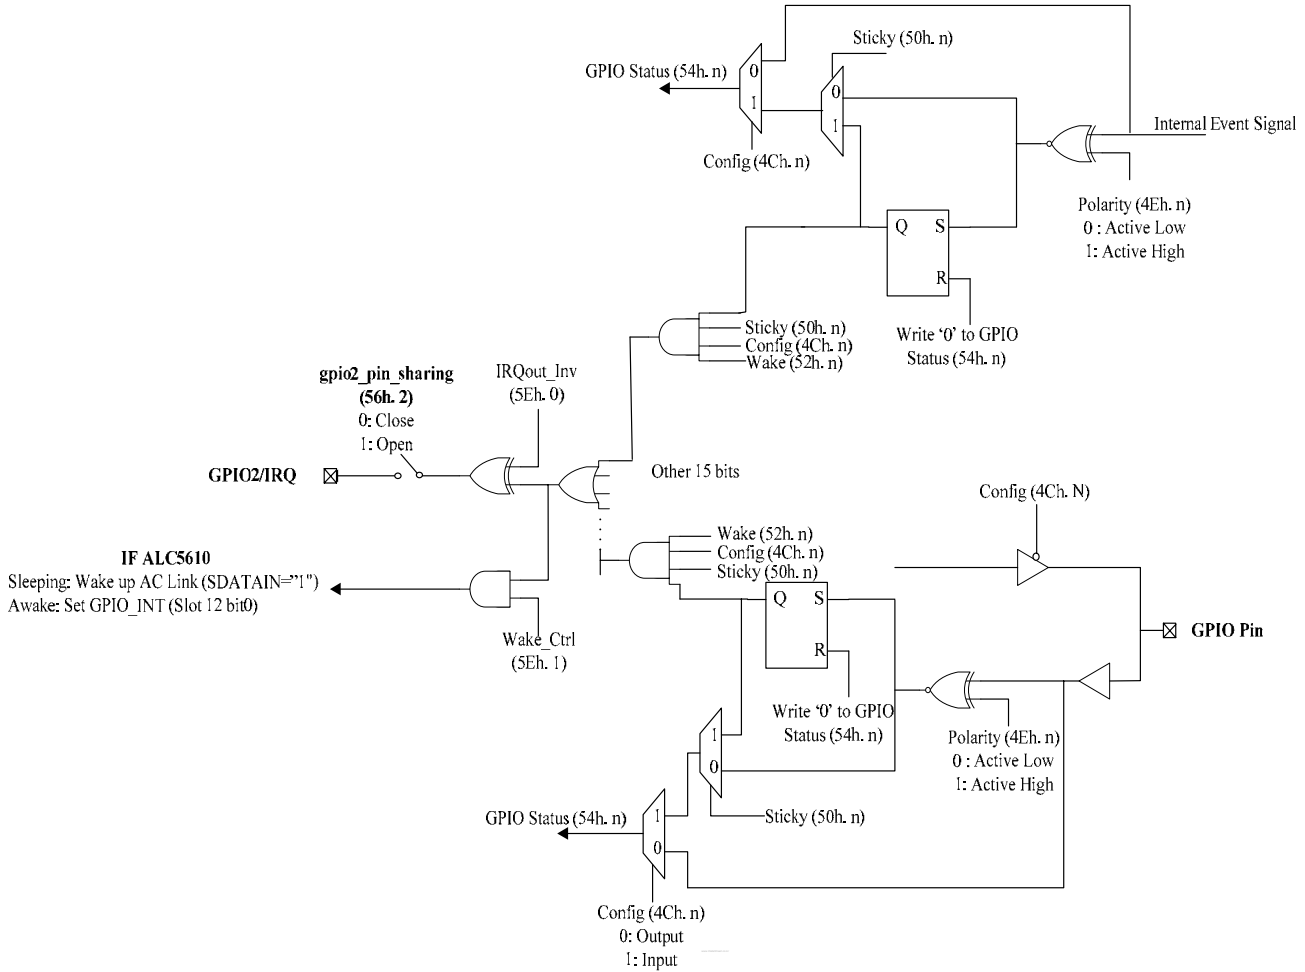 Sticky (50h. n)
GPIO Status (54h. n)
0
1
0
1
Internal Event Signal
Config (4Ch. n)
Polarity (4Eh. n)
0 : Active Low
1: Active High
Q
S
R
Write ‘0’ to GPIO
Status (54h. n)
Sticky (50h. n)
Config (4Ch. n)
Wake (52h. n)
gpio2_pin_sharing
(56h. 2)
0: Close
1: Open
IRQout_Inv
(5Eh. 0)
GPIO2/IRQ
Other 15 bits
Config (4Ch. N)
Wake (52h. n)
Config (4Ch. n)
Sticky (50h. n)
IF ALC5610
Sleeping: Wake up AC Link (SDATAIN=”1")
Awake: Set GPIO_INT (Slot 12 bit0)
Wake_Ctrl
(5Eh. 1)
Q
S
R
GPIO Pin
Write ‘0’ to GPIO
Status (54h. n)
Polarity (4Eh. n)
0 : Active Low
1: Active High
1
0
Sticky (50h. n)
GPIO Status (54h. n)
1
0
Config (4Ch. n)
0: Output
1: Input